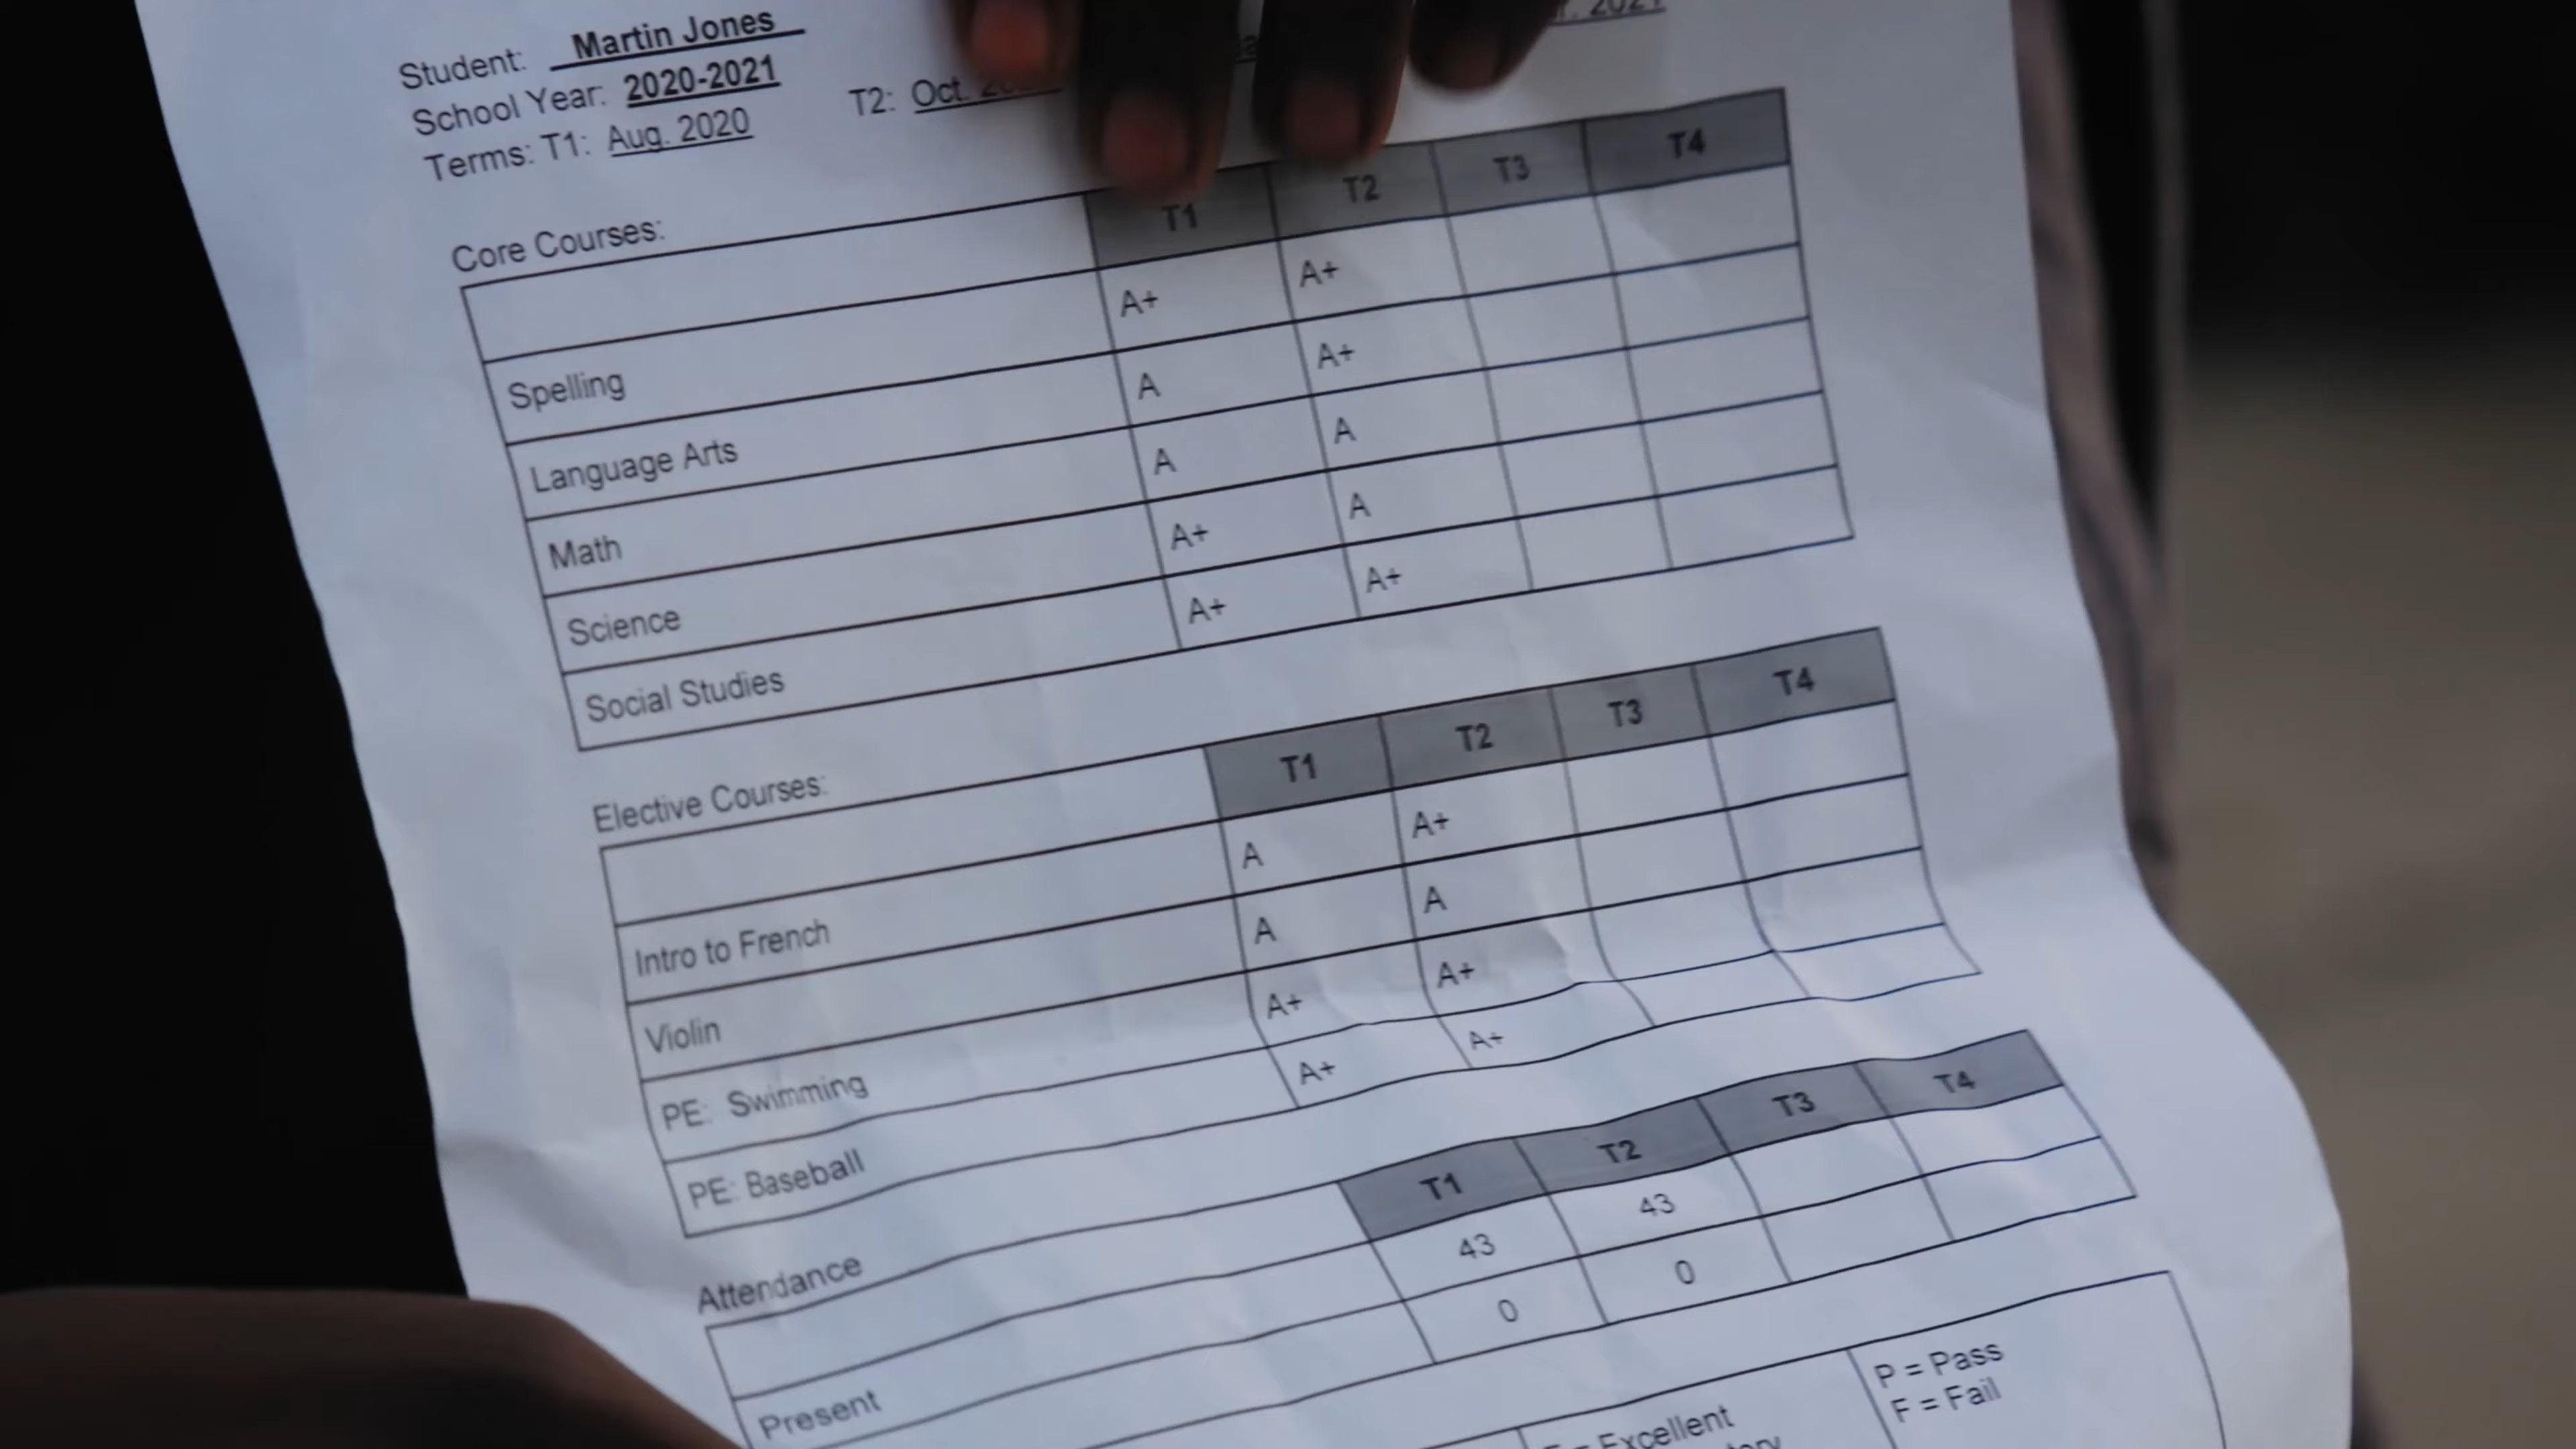 Student: Martin Jones
School Year: 2020-2021
Terms: T1: Aug. 2020 T2: Oct.
Core Courses:
T1 T2 T3 T4
Spelling A+ A+
Language Arts A A+
Math A A
Science A+ A
Social Studies A+ A+
Elective Courses:
T1 T2 T3 T4
Intro to French A A+
Violin A A
PE: Swimming A+ A+
PE: Baseball A+ A+
Attendance
T1 T2 T3 T4
Present 43 43
0 0
= Excellent
P = Pass
F = Fail